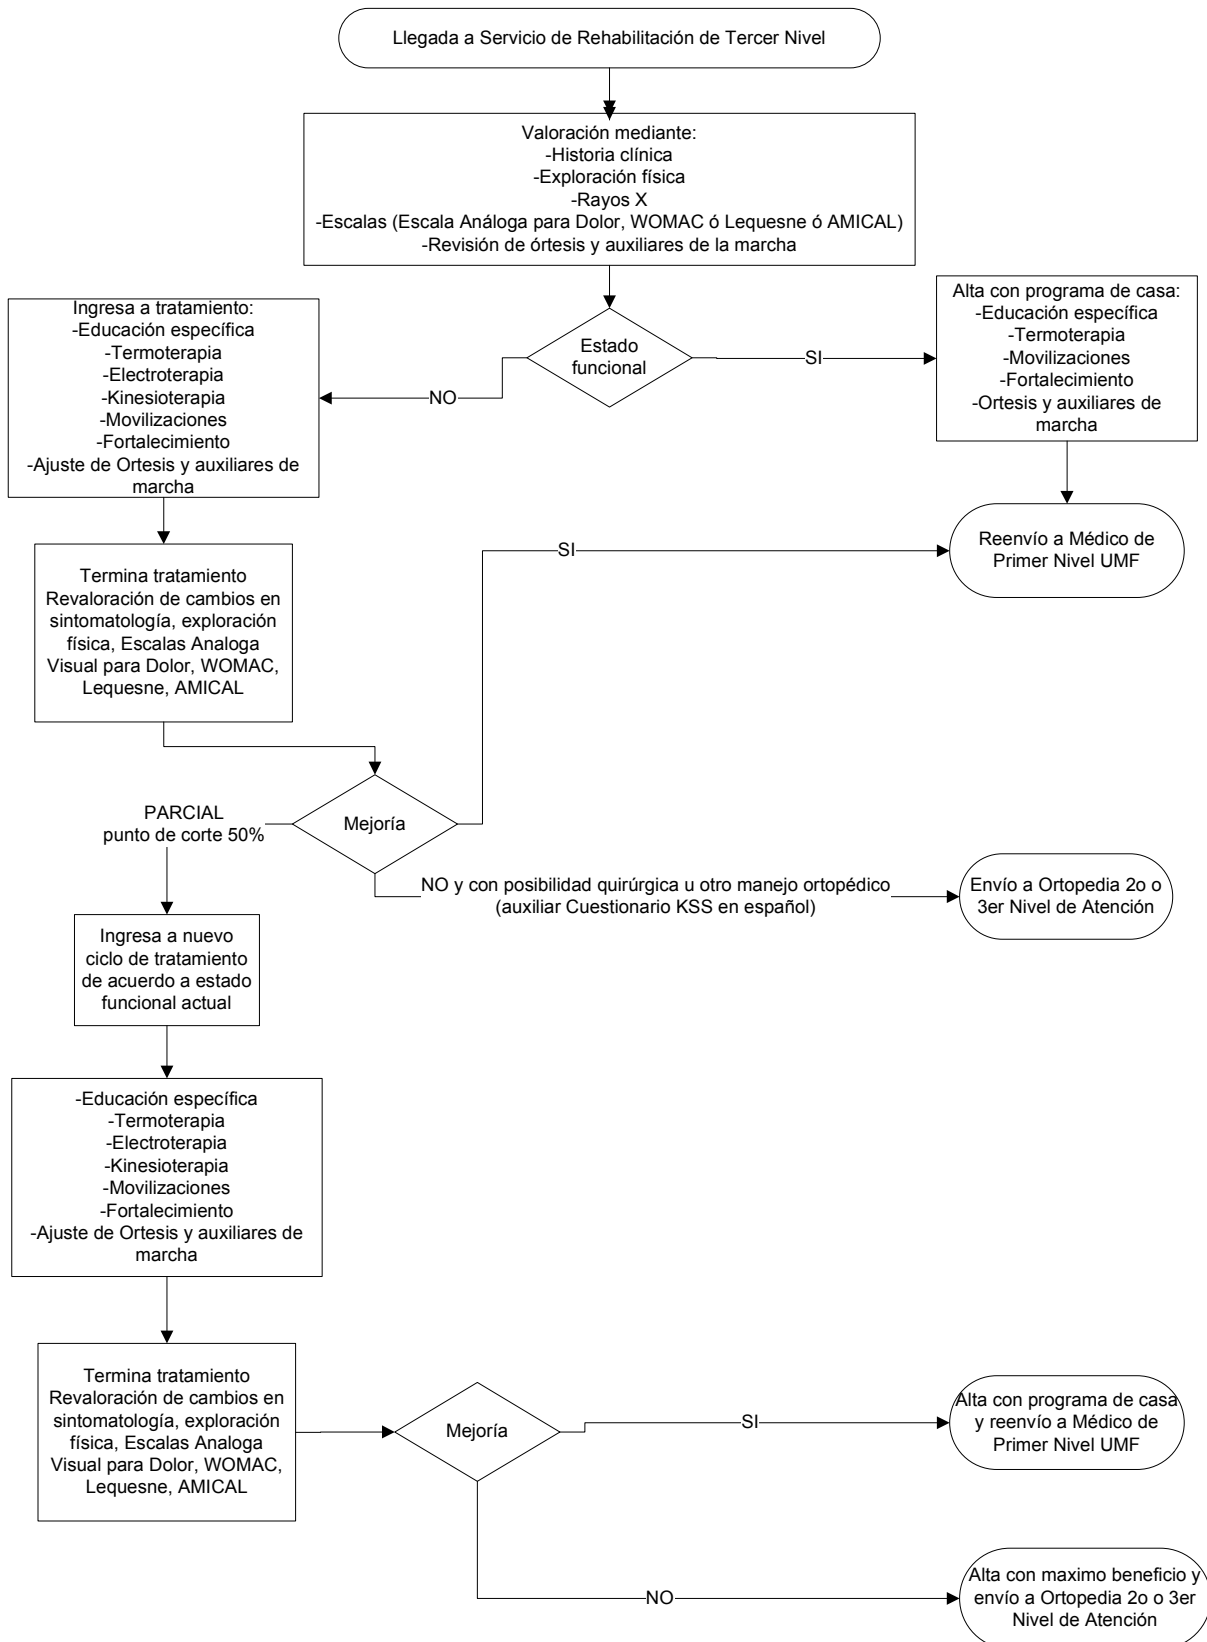 Llegada a Servicio de Rehabilitación de Tercer Nivel
Valoración mediante:
-Historia clínica
-Exploración física
-Rayos X
-Escalas (Escala Análoga para Dolor, WOMAC ó Lequesne ó AMICAL)
-Revisión de órtesis y auxiliares de la marcha
Estado
funcional
NO
SI
Ingresa a tratamiento:
-Educación específica
-Termoterapia
-Electroterapia
-Kinesioterapia
-Movilizaciones
-Fortalecimiento
-Ajuste de Ortesis y auxiliares de
marcha
Alta con programa de casa:
-Educación específica
-Termoterapia
-Movilizaciones
-Fortalecimiento
-Ortesis y auxiliares de
marcha
Termina tratamiento
Revaloración de cambios en
sintomatología, exploración
física, Escalas Analoga
Visual para Dolor, WOMAC,
Lequesne, AMICAL
SI
Reenvío a Médico de
Primer Nivel UMF
Mejoría
PARCIAL
punto de corte 50%
NO y con posibilidad quirúrgica u otro manejo ortopédico
(auxiliar Cuestionario KSS en español)
Envío a Ortopedia 2o o
3er Nivel de Atención
Ingresa a nuevo
ciclo de tratamiento
de acuerdo a estado
funcional actual
-Educación específica
-Termoterapia
-Electroterapia
-Kinesioterapia
-Movilizaciones
-Fortalecimiento
-Ajuste de Ortesis y auxiliares de
marcha
Termina tratamiento
Revaloración de cambios en
sintomatología, exploración
física, Escalas Analoga
Visual para Dolor, WOMAC,
Lequesne, AMICAL
Mejoría
SI
Alta con programa de casa
y reenvío a Médico de
Primer Nivel UMF
NO
Alta con maximo beneficio y
envío a Ortopedia 2o o 3er
Nivel de Atención